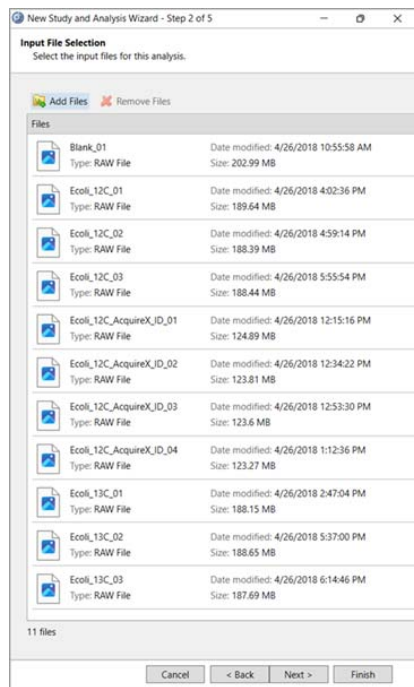 New Study and Analysis Wizard - Step 2 of 5
Input File Selection
Select the input files for this analysis.
Add Files Remove Files
Files
Blank_01 Date modified: 4/26/2018 10:55:58 AM
Type: RAW File Size: 202.99 MB
Ecoli_12C_01 Date modified: 4/26/2018 4:02:36 PM
Type: RAW File Size: 189.64 MB
Ecoli_12C_02 Date modified: 4/26/2018 4:59:14 PM
Type: RAW File Size: 188.39 MB
Ecoli_12C_03 Date modified: 4/26/2018 5:55:54 PM
Type: RAW File Size: 188.44 MB
Ecoli_12C_AcquireX_ID_01 Date modified: 4/26/2018 12:15:16 PM
Type: RAW File Size: 124.89 MB
Ecoli_12C_AcquireX_ID_02 Date modified: 4/26/2018 12:34:22 PM
Type: RAW File Size: 123.81 MB
Ecoli_12C_AcquireX_ID_03 Date modified: 4/26/2018 12:53:30 PM
Type: RAW File Size: 123.6 MB
Ecoli_12C_AcquireX_ID_04 Date modified: 4/26/2018 1:12:36 PM
Type: RAW File Size: 123.27 MB
Ecoli_13C_01 Date modified: 4/26/2018 2:47:04 PM
Type: RAW File Size: 188.15 MB
Ecoli_13C_02 Date modified: 4/26/2018 5:37:00 PM
Type: RAW File Size: 188.65 MB
Ecoli_13C_03 Date modified: 4/26/2018 6:14:46 PM
Type: RAW File Size: 187.69 MB
11 files
Cancel < Back Next > Finish